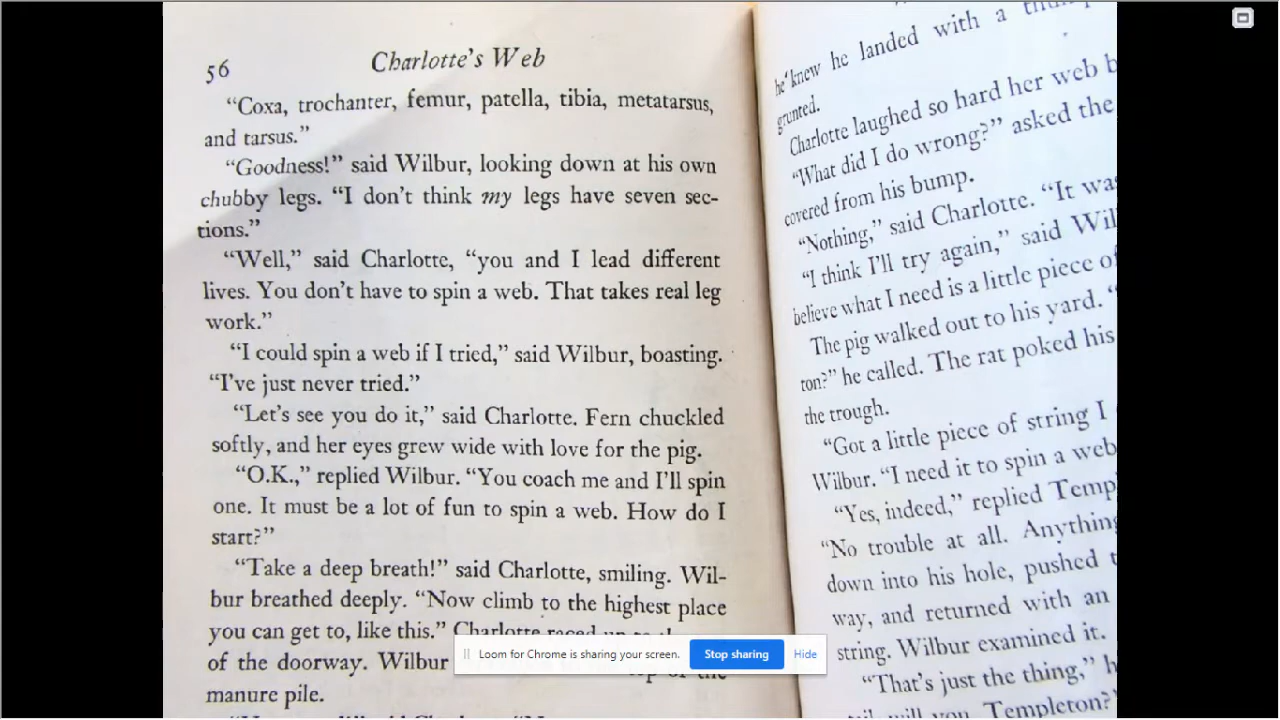 56
Charlotte's Web
"Coxa, trochanter, femur, patella, tibia, metatarsus,
and tarsus."
"Goodness!" said Wilbur, looking down at his own
chubby legs. "I don't think my legs have seven sec-
tions."
"Well," said Charlotte, "you and I lead different
lives. You don't have to spin a web. That takes real leg
work."
"I could spin a web if I tried," said Wilbur, boasting.
"I've just never tried."
"Let's see you do it," said Charlotte. Fern chuckled
softly, and her eyes grew wide with love for the pig.
"O.K.," replied Wilbur. "You coach me and I'll spin
one. It must be a lot of fun to spin a web. How do I
start?"
"Take a deep breath!" said Charlotte, smiling. Wil-
bur breathed deeply. "Now climb to the highest place
you can get to, like this." Charlotte raced up to
of the doorway. Wilbur
top of the
manure pile.
he knew he landed with a
grunted.
Charlotte laughed so hard her web
"What did I do wrong?" asked the
covered from his bump.
"Nothing," said Charlotte. "It was
"I think I'll try again," said Wil
believe what I need is a little piece of
The pig walked out to his yard. "
ton?" he called. The rat poked his
the trough.
"Got a little piece of string I
Wilbur. "I need it to spin a web
"Yes, indeed," replied Temp
"No trouble at all. Anything
down into his hole, pushed
way, and returned with an
string. Wilbur examined it.
"That's just the thing,"
will you, Templeton?"
Loom for Chrome is sharing your screen.
Stop sharing
Hide